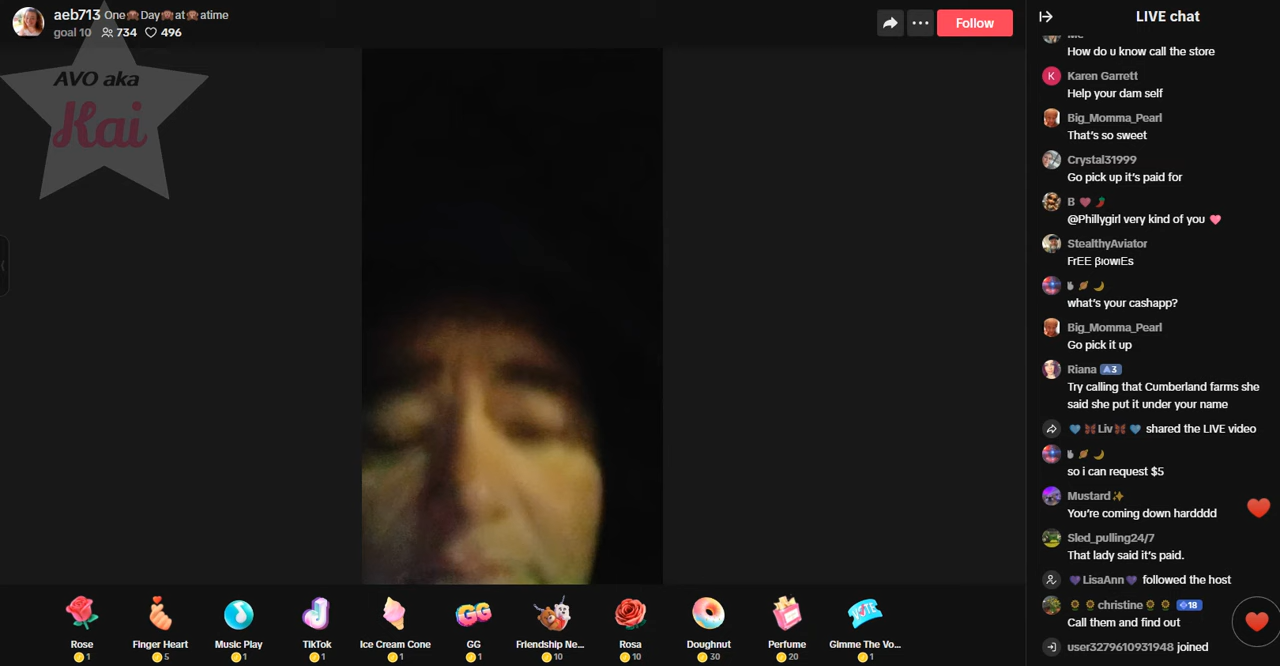 aeb713 One🙈Day🙈at🙈atime
goal 10 734 496
Follow
AVO aka
Kai
LIVE chat
How do u know call the store
Karen Garrett
K
Help your dam self
Big_Momma_Pearl
That's so sweet
Crystal31999
Go pick up it's paid for
B
@Phillygirl very kind of you
StealthyAviator
FrEE βιοwιEs
what's your cashapp?
Big_Momma_Pearl
Go pick it up
Riana 3
Try calling that Cumberland farms she
said she put it under your name
Liv shared the LIVE video
so i can request $5
Mustard
You're coming down hardddd
Sled_pulling24/7
That lady said it's paid.
LisaAnn followed the host
christine 18
Call them and find out
user3279610931948 joined
GG
VOTE
Rose Finger Heart Music Play TikTok Ice Cream Cone GG Friendship Ne... Rosa Doughnut Perfume GImme The Vo...
1 5 1 1 1 1 10 10 30 20 1